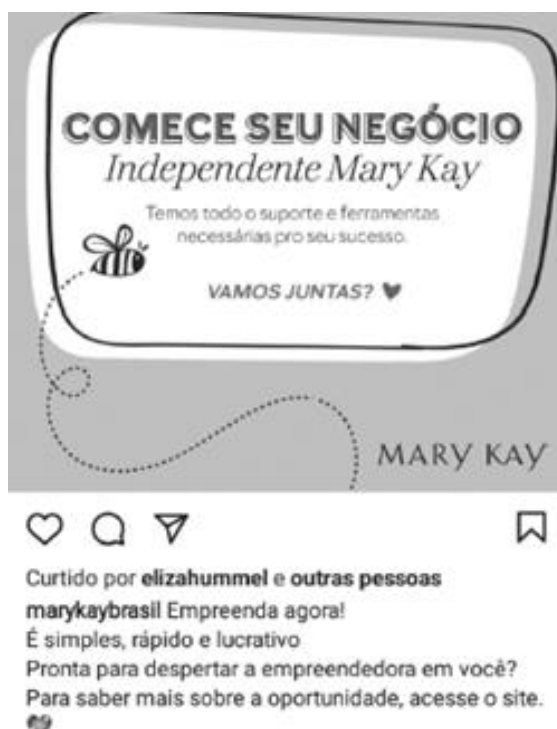 COMECE SEU NEGÓCIO
Independente Mary Kay
Temos todo o suporte e ferramentas
necessárias pro seu sucesso.
VAMOS JUNTAS?
MARY KAY
Curtido por elizahummel e outras pessoas
marykaybrasil Empreenda agora!
É simples, rápido e lucrativo
Pronta para despertar a empreendedora em você?
Para saber mais sobre a oportunidade, acesse o site.